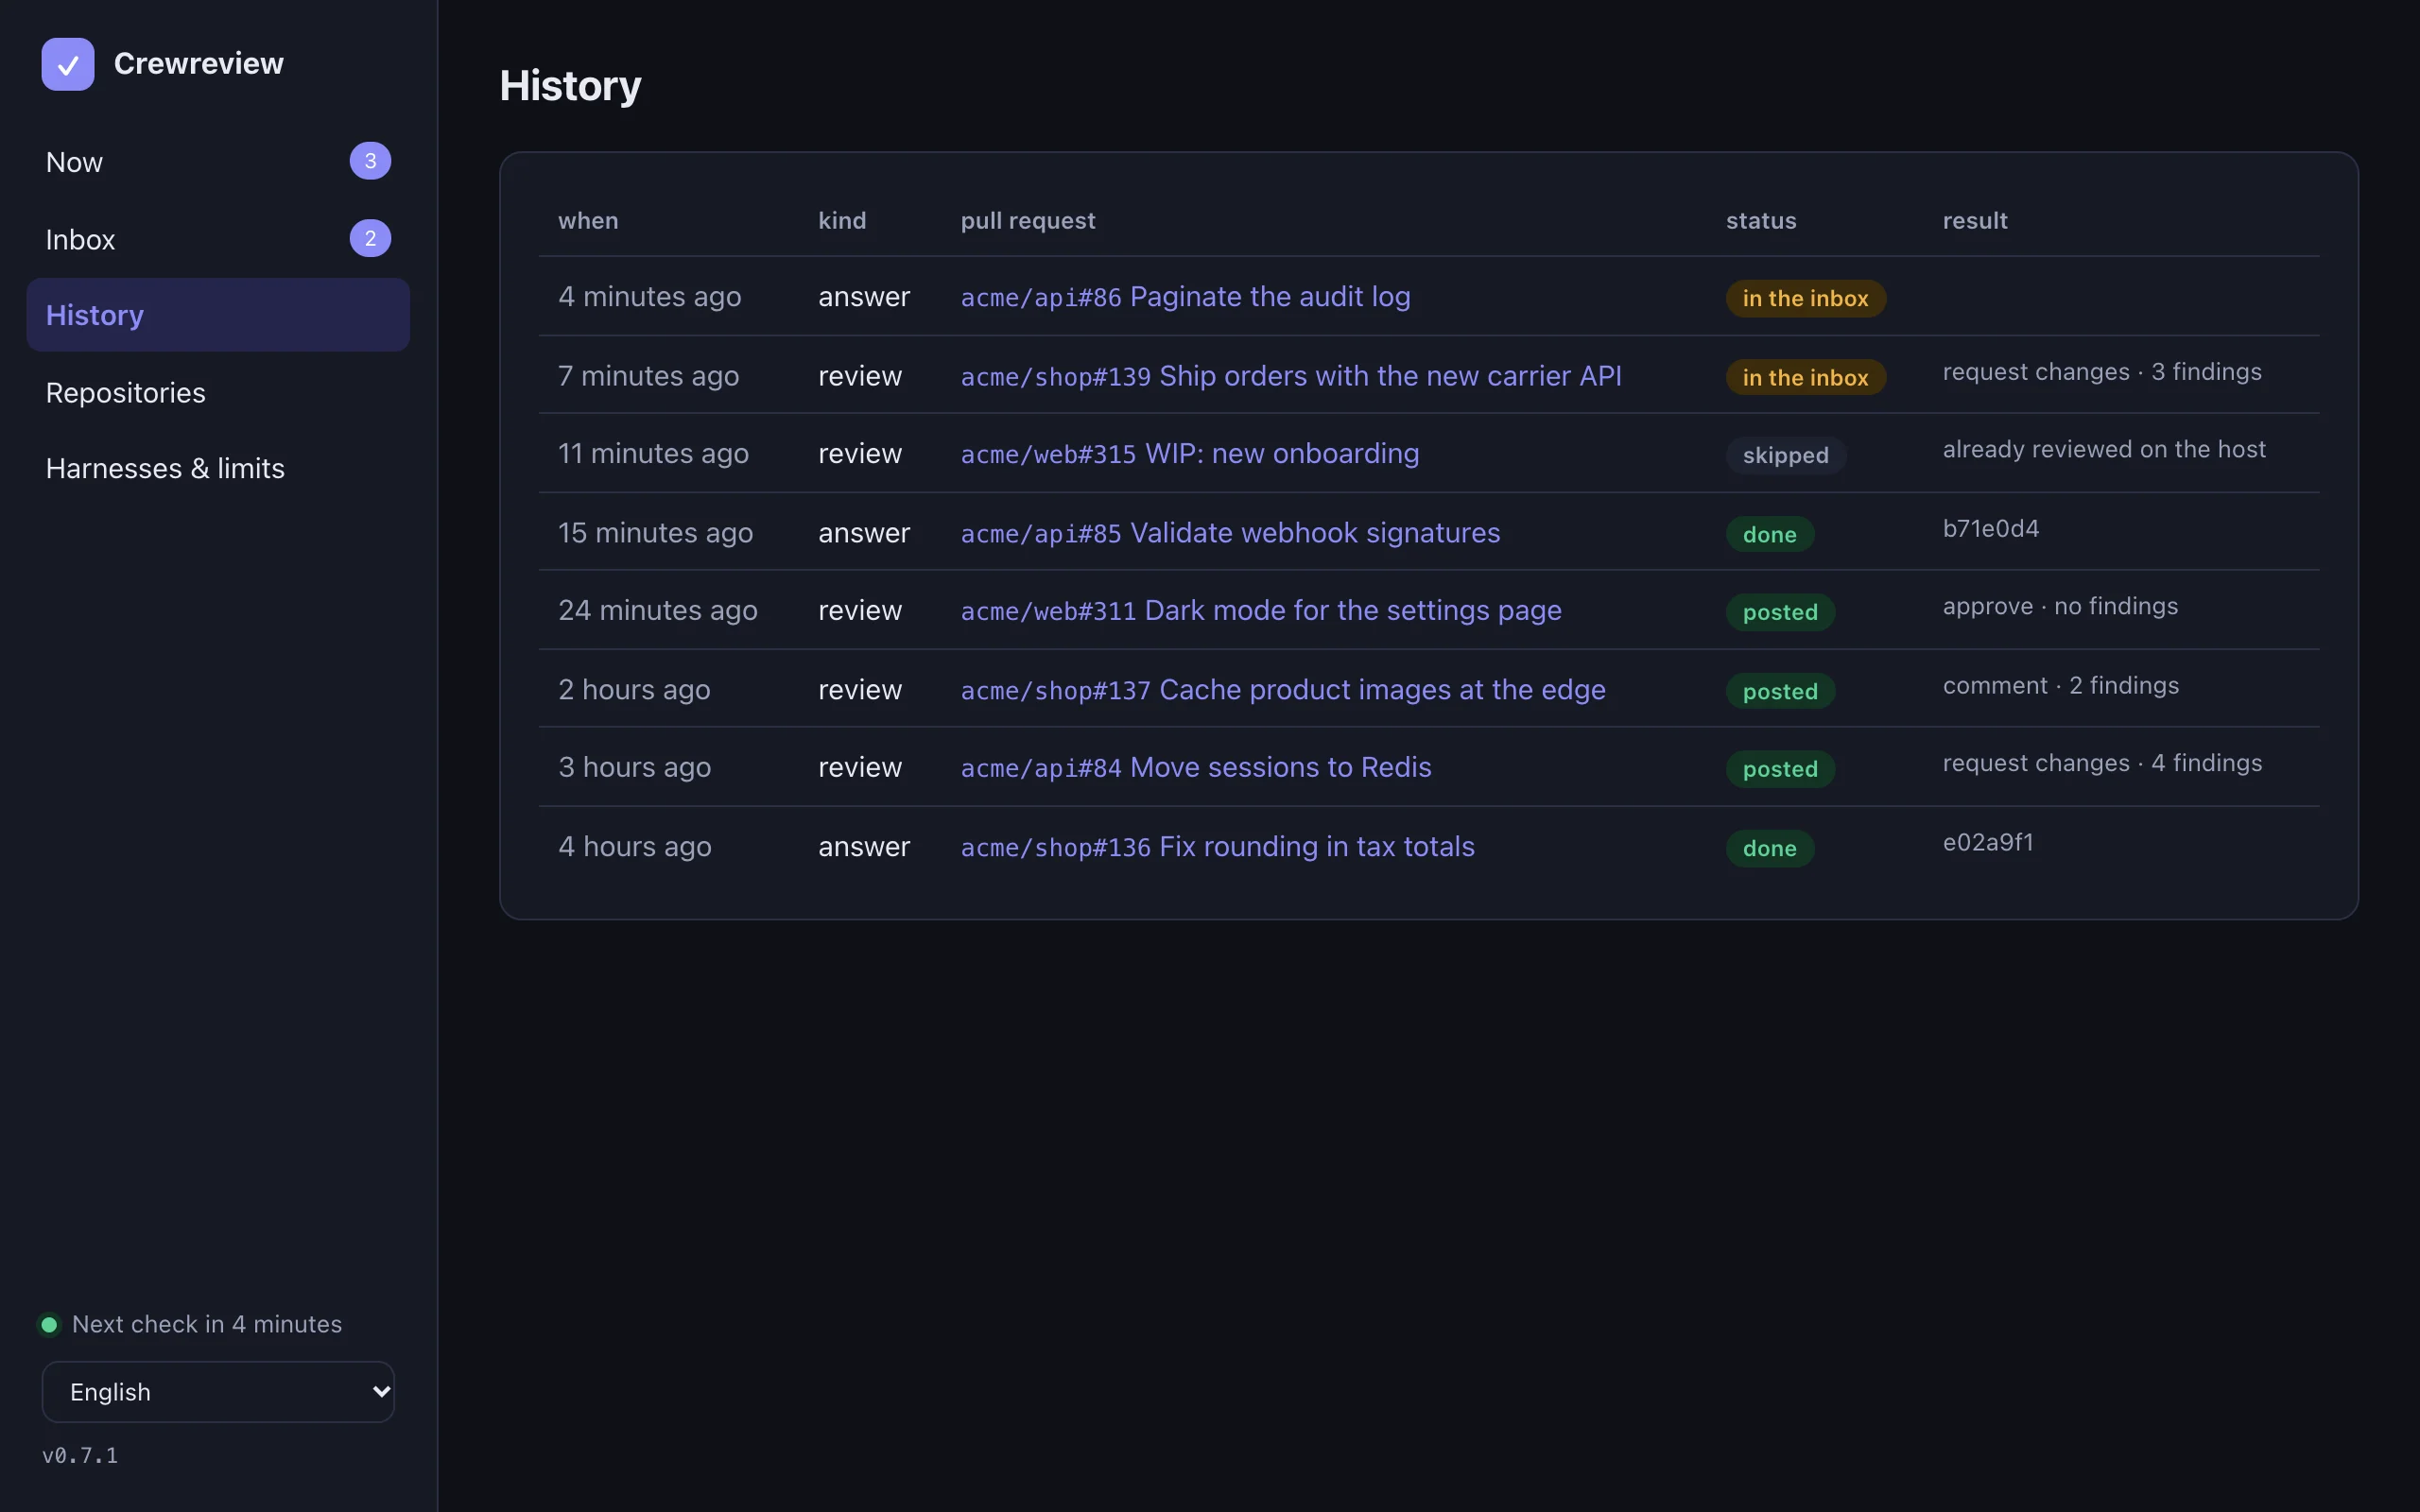 Crewreview
Now 3
Inbox 2
History
Repositories
Harnesses & limits
Next check in 4 minutes
English
v0.7.1
History
when kind pull request status result
4 minutes ago answer acme/api#86 Paginate the audit log in the inbox
7 minutes ago review acme/shop#139 Ship orders with the new carrier API in the inbox request changes · 3 findings
11 minutes ago review acme/web#315 WIP: new onboarding skipped already reviewed on the host
15 minutes ago answer acme/api#85 Validate webhook signatures done b71e0d4
24 minutes ago review acme/web#311 Dark mode for the settings page posted approve · no findings
2 hours ago review acme/shop#137 Cache product images at the edge posted comment · 2 findings
3 hours ago review acme/api#84 Move sessions to Redis posted request changes · 4 findings
4 hours ago answer acme/shop#136 Fix rounding in tax totals done e02a9f1